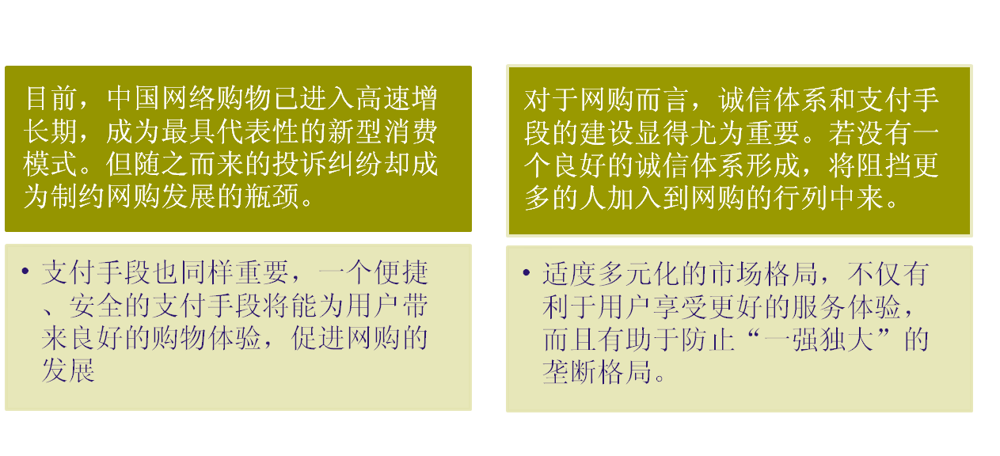 目前，中国网络购物已进入高速增
长期，成为最具代表性的新型消费
模式。但随之而来的投诉纠纷却成
为制约网购发展的瓶颈。
• 支付手段也同样重要，一个便捷
、安全的支付手段将能为用户带
来良好的购物体验，促进网购的
发展
对于网购而言，诚信体系和支付手
段的建设显得尤为重要。若没有一
个良好的诚信体系形成，将阻挡更
多的人加入到网购的行列中来。
• 适度多元化的市场格局，不仅有
利于用户享受更好的服务体验，
而且有助于防止“一强独大”的
垄断格局。